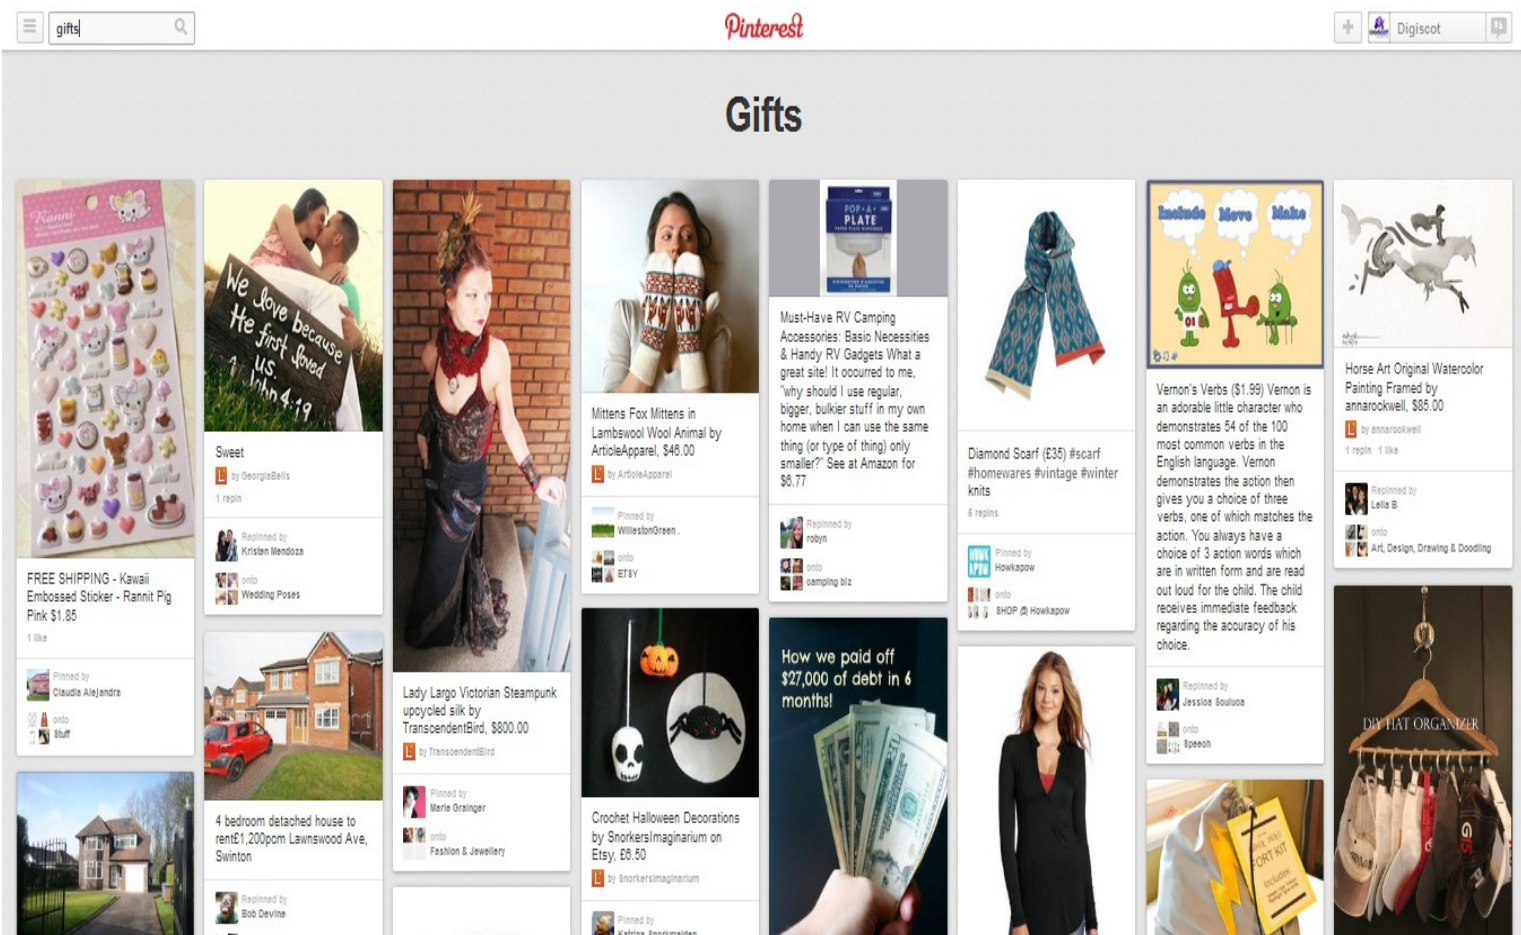 gifts
Pinterest
Digiscot
Gifts
Ranni
FREE SHIPPING - Kawaii
Embossed Sticker - Rannit Pig
Pink $1.85
1 like
Pinned by
Claudia Alejandra
onto
Stuff
We love because
He first loved
us.
1 John 4:19
Sweet
by GeorgiaBells
1 repin
Repinned by
Kristen Mendoza
onto
Wedding Poses
4 bedroom detached house to
rent£1,200pcm Lawnswood Ave,
Swinton
Repinned by
Bob Devine
Lady Largo Victorian Steampunk
upcycled silk by
TranscendentBird, $800.00
by TranscendentBird
Pinned by
Marie Grainger
onto
Fashion & Jewellery
Mittens Fox Mittens in
Lambswool Wool Animal by
ArticleApparel, $46.00
by ArticleApparel
Pinned by
WillestonGreen .
onto
ETSY
Crochet Halloween Decorations
by SnorkersImaginarium on
Etsy, £6.50
by SnorkersImaginarium
Pinned by
POP·A·
PLATE
Must-Have RV Camping
Accessories: Basic Necessities
& Handy RV Gadgets What a
great site! It occurred to me,
"why should I use regular,
bigger, bulkier stuff in my own
home when I can use the same
thing (or type of thing) only
smaller?" See at Amazon for
$6.77
Repinned by
robyn
onto
camping biz
How we paid off
$27,000 of debt in 6
months!
Diamond Scarf (£35) #scarf
#homewares #vintage #winter
knits
6 repins
HOWK
APOW
Pinned by
Howkapow
onto
SHOP @ Howkapow
Include Move Make
01
Vernon's Verbs ($1.99) Vernon is
an adorable little character who
demonstrates 54 of the 100
most common verbs in the
English language. Vernon
demonstrates the action then
gives you a choice of three
verbs, one of which matches the
action. You always have a
choice of 3 action words which
are in written form and are read
out loud for the child. The child
receives immediate feedback
regarding the accuracy of his
choice.
Repinned by
Jessica Souluca
onto
Speech
FORT KIT
Includes:
Horse Art Original Watercolor
Painting Framed by
annarockwell, $85.00
by annarockwell
1 repin 1 like
Repinned by
Leila B
onto
Art, Design, Drawing & Doodling
DIY HAT ORGANIZER